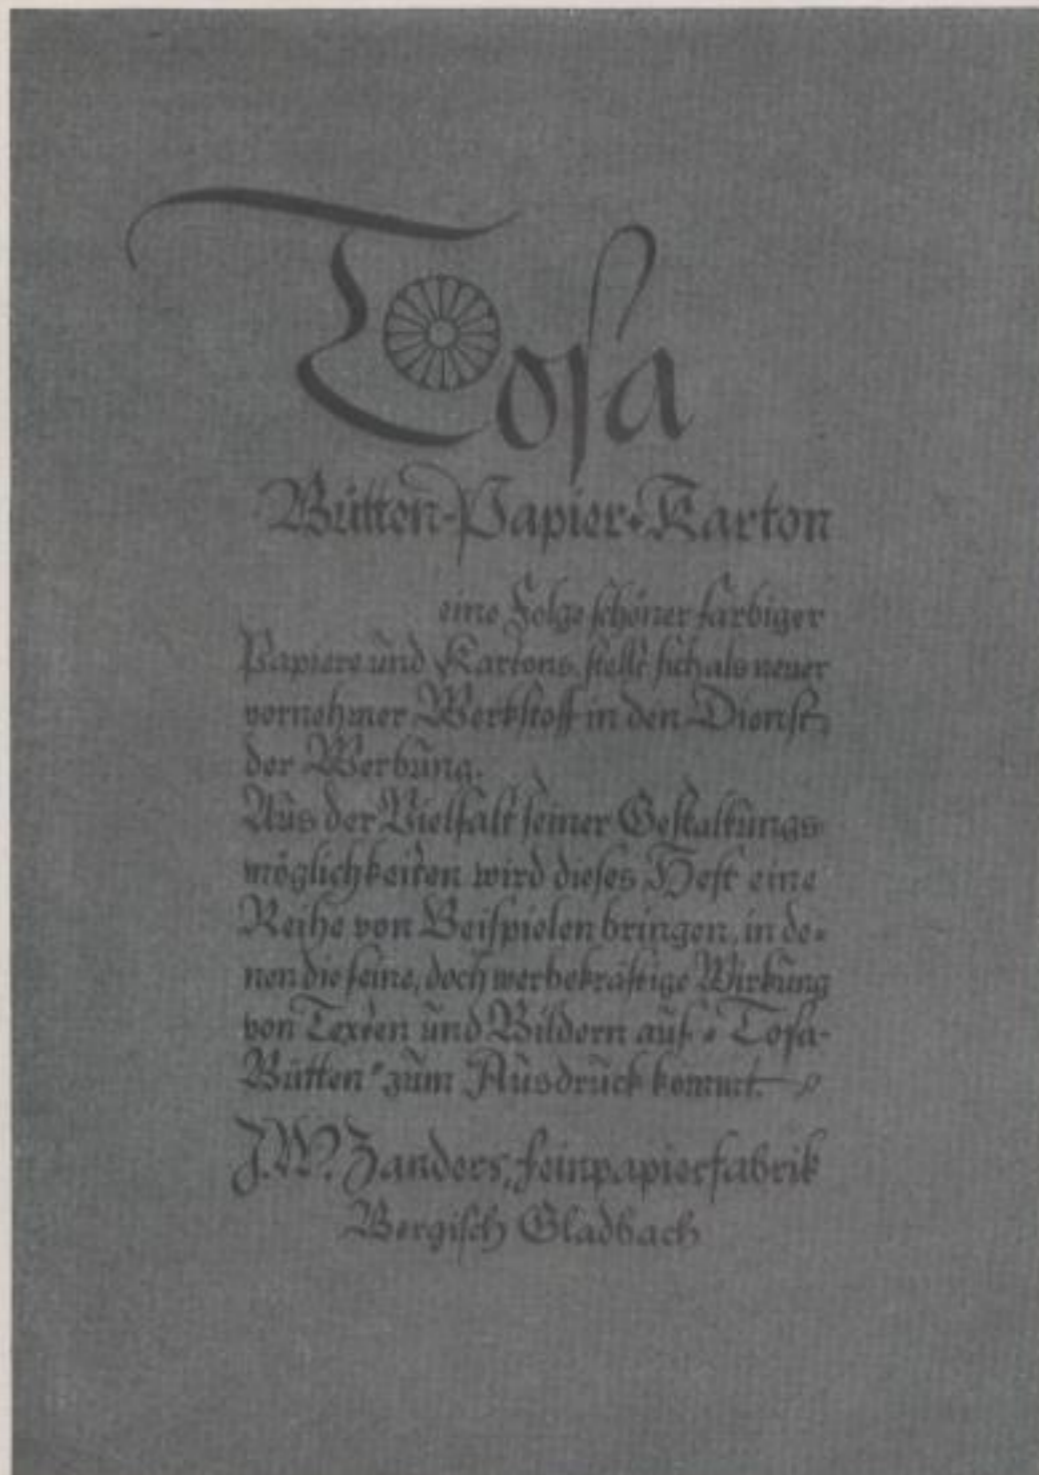 Tosa
Bütten-Papier+Karton
eine Folge schöner farbiger
Papiere und Kartons, stellt sich als neuer
vornehmer Werkstoff in den Dienst
der Werbung.
Aus der Vielfalt seiner Gestaltungs-
möglichkeiten wird dieses Heft eine
Reihe von Beispielen bringen, in de-
nen die feine, doch werbekräftige Wirkung
von Texten und Bildern auf "Tosa-
Bütten" zum Ausdruck kommt.
J.W. Zanders, Feinpapierfabrik
Bergisch Gladbach